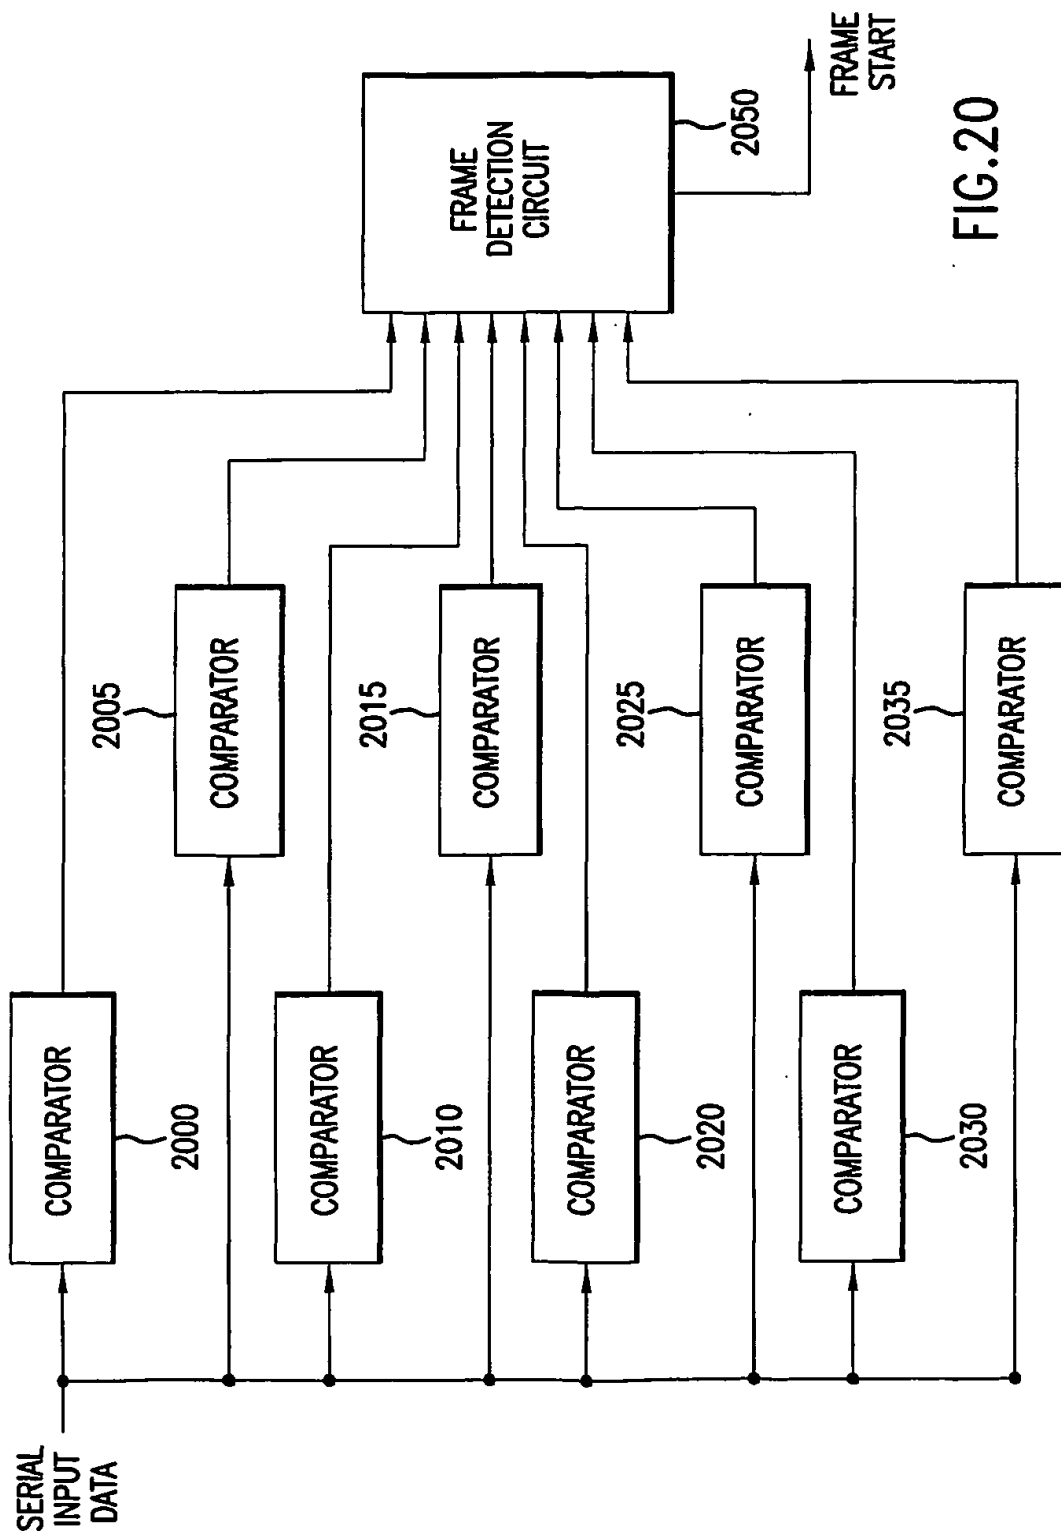 SERIAL
INPUT
DATA
COMPARATOR
2000
COMPARATOR
2005
COMPARATOR
2010
COMPARATOR
2015
COMPARATOR
2020
COMPARATOR
2025
COMPARATOR
2030
COMPARATOR
2035
FRAME
DETECTION
CIRCUIT
2050
FRAME
START
FIG.20